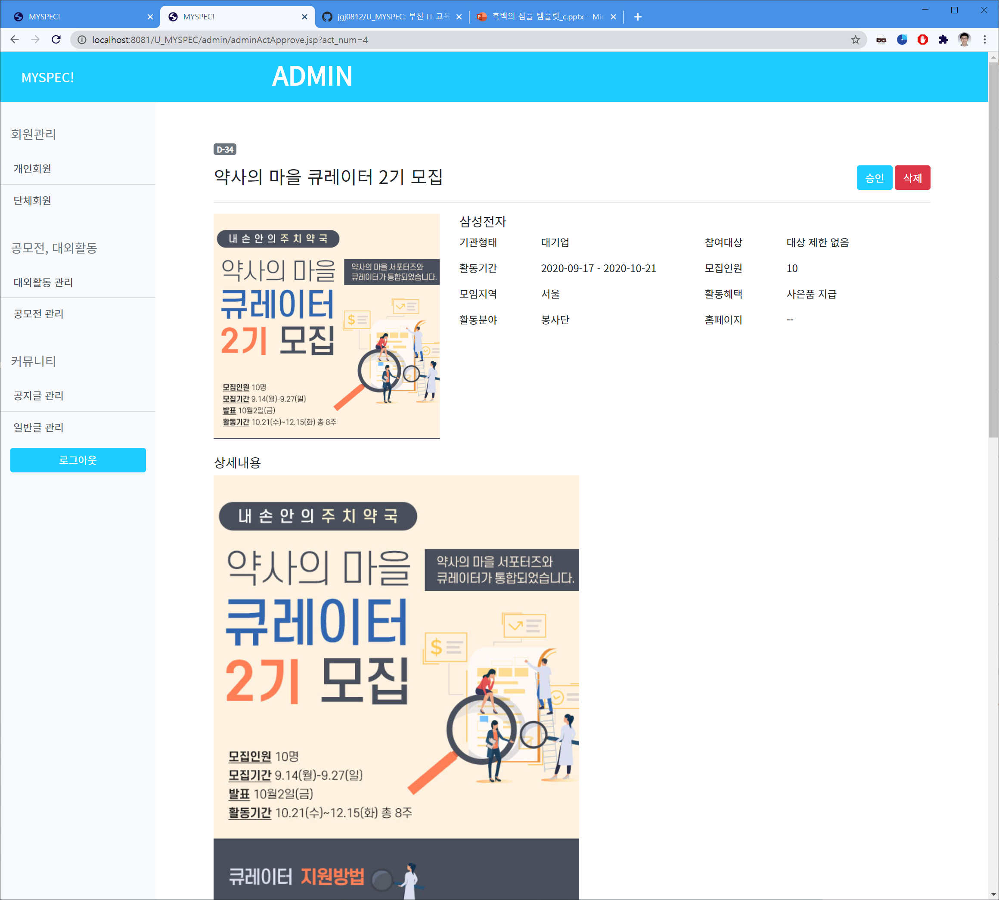 MYSPEC!
MYSPEC!
jgj0812/U_MYSPEC: 부산 IT 교육
흑백의 심플 템플릿_c.pptx - Mic
localhost:8081/U_MYSPEC/admin/adminActApprove.jsp?act_num=4
MYSPEC!
ADMIN
회원관리
개인회원
단체회원
공모전, 대외활동
대외활동 관리
공모전 관리
커뮤니티
공지글 관리
일반글 관리
로그아웃
D-34
약사의 마을 큐레이터 2기 모집
승인
삭제
내 손 안 의 주 치 약 국
약사의 마을
약사의 마을 서포터즈와
큐레이터가 통합되었습니다.
큐레이터
2기 모집
모집인원 10명
모집기간 9.14(월)-9.27(일)
발표 10월2일(금)
활동기간 10.21(수)~12.15(화) 총 8주
삼성전자
기관형태 대기업 참여대상 대상 제한 없음
활동기간 2020-09-17 - 2020-10-21 모집인원 10
모임지역 서울 활동혜택 사은품 지급
활동분야 봉사단 홈페이지 --
상세내용
내 손 안 의 주 치 약 국
약사의 마을
약사의 마을 서포터즈와
큐레이터가 통합되었습니다.
큐레이터
2기 모집
모집인원 10명
모집기간 9.14(월)-9.27(일)
발표 10월2일(금)
활동기간 10.21(수)~12.15(화) 총 8주
큐레이터 지원방법